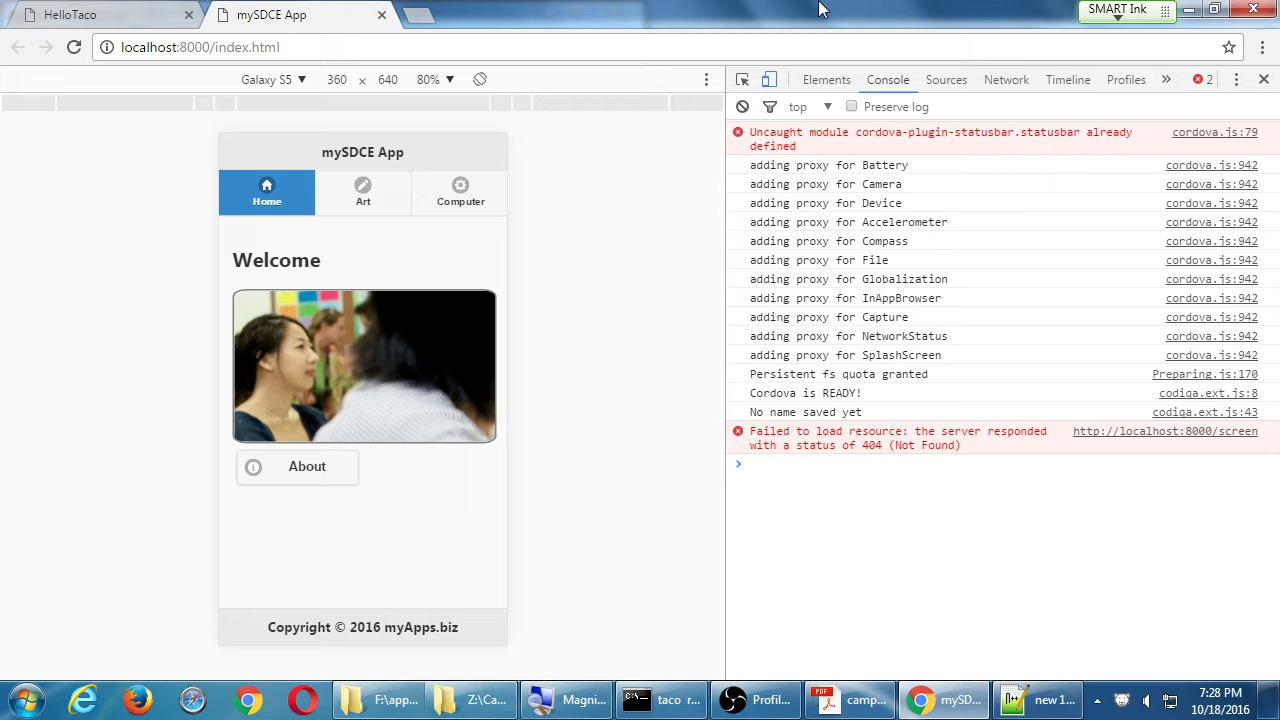 HelloTaco
mySDCE App
SMART Ink
localhost:8000/index.html
Galaxy S5 ▼ 360 × 640 80% ▼
Elements Console Sources Network Timeline Profiles » 2
top ▼ Preserve log
mySDCE App
Home Art Computer
Welcome
About
Copyright © 2016 myApps.biz
Uncaught module cordova-plugin-statusbar.statusbar already cordova.js:79
defined
adding proxy for Battery cordova.js:942
adding proxy for Camera cordova.js:942
adding proxy for Device cordova.js:942
adding proxy for Accelerometer cordova.js:942
adding proxy for Compass cordova.js:942
adding proxy for File cordova.js:942
adding proxy for Globalization cordova.js:942
adding proxy for InAppBrowser cordova.js:942
adding proxy for Capture cordova.js:942
adding proxy for NetworkStatus cordova.js:942
adding proxy for SplashScreen cordova.js:942
Persistent fs quota granted Preparing.js:170
Cordova is READY! codiqa.ext.js:8
No name saved yet codiqa.ext.js:43
Failed to load resource: the server responded http://localhost:8000/screen
with a status of 404 (Not Found)
F:\app... Z:\Ca... Magni... taco r... Profil... PDF camp... mySD... new 1...
7:28 PM
10/18/2016